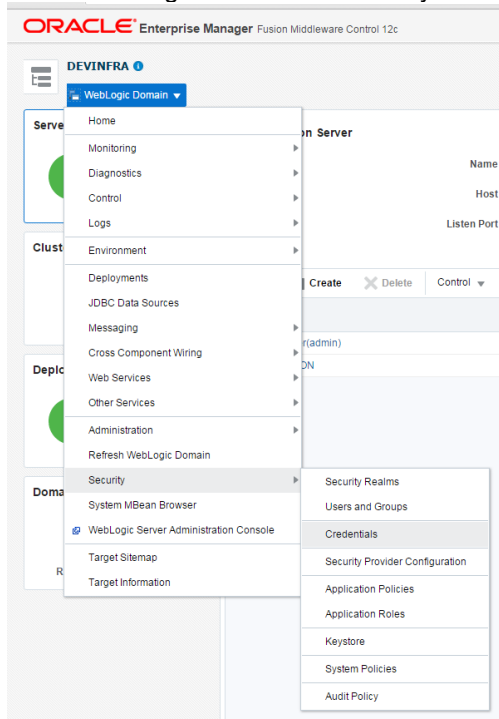 ORACLE Enterprise Manager Fusion Middleware Control 12c
DEVINFRA
WebLogic Domain
Home
Monitoring
Diagnostics
Control
Logs
Environment
Deployments
JDBC Data Sources
Messaging
Cross Component Wiring
Web Services
Other Services
Administration
Refresh WebLogic Domain
Security
System MBean Browser
WebLogic Server Administration Console
Target Sitemap
Target Information
Security Realms
Users and Groups
Credentials
Security Provider Configuration
Application Policies
Application Roles
Keystore
System Policies
Audit Policy
Serve
Clust
Deplo
Doma
R
on Server
Name
Host
Listen Port
Create Delete Control
r(admin)
ON